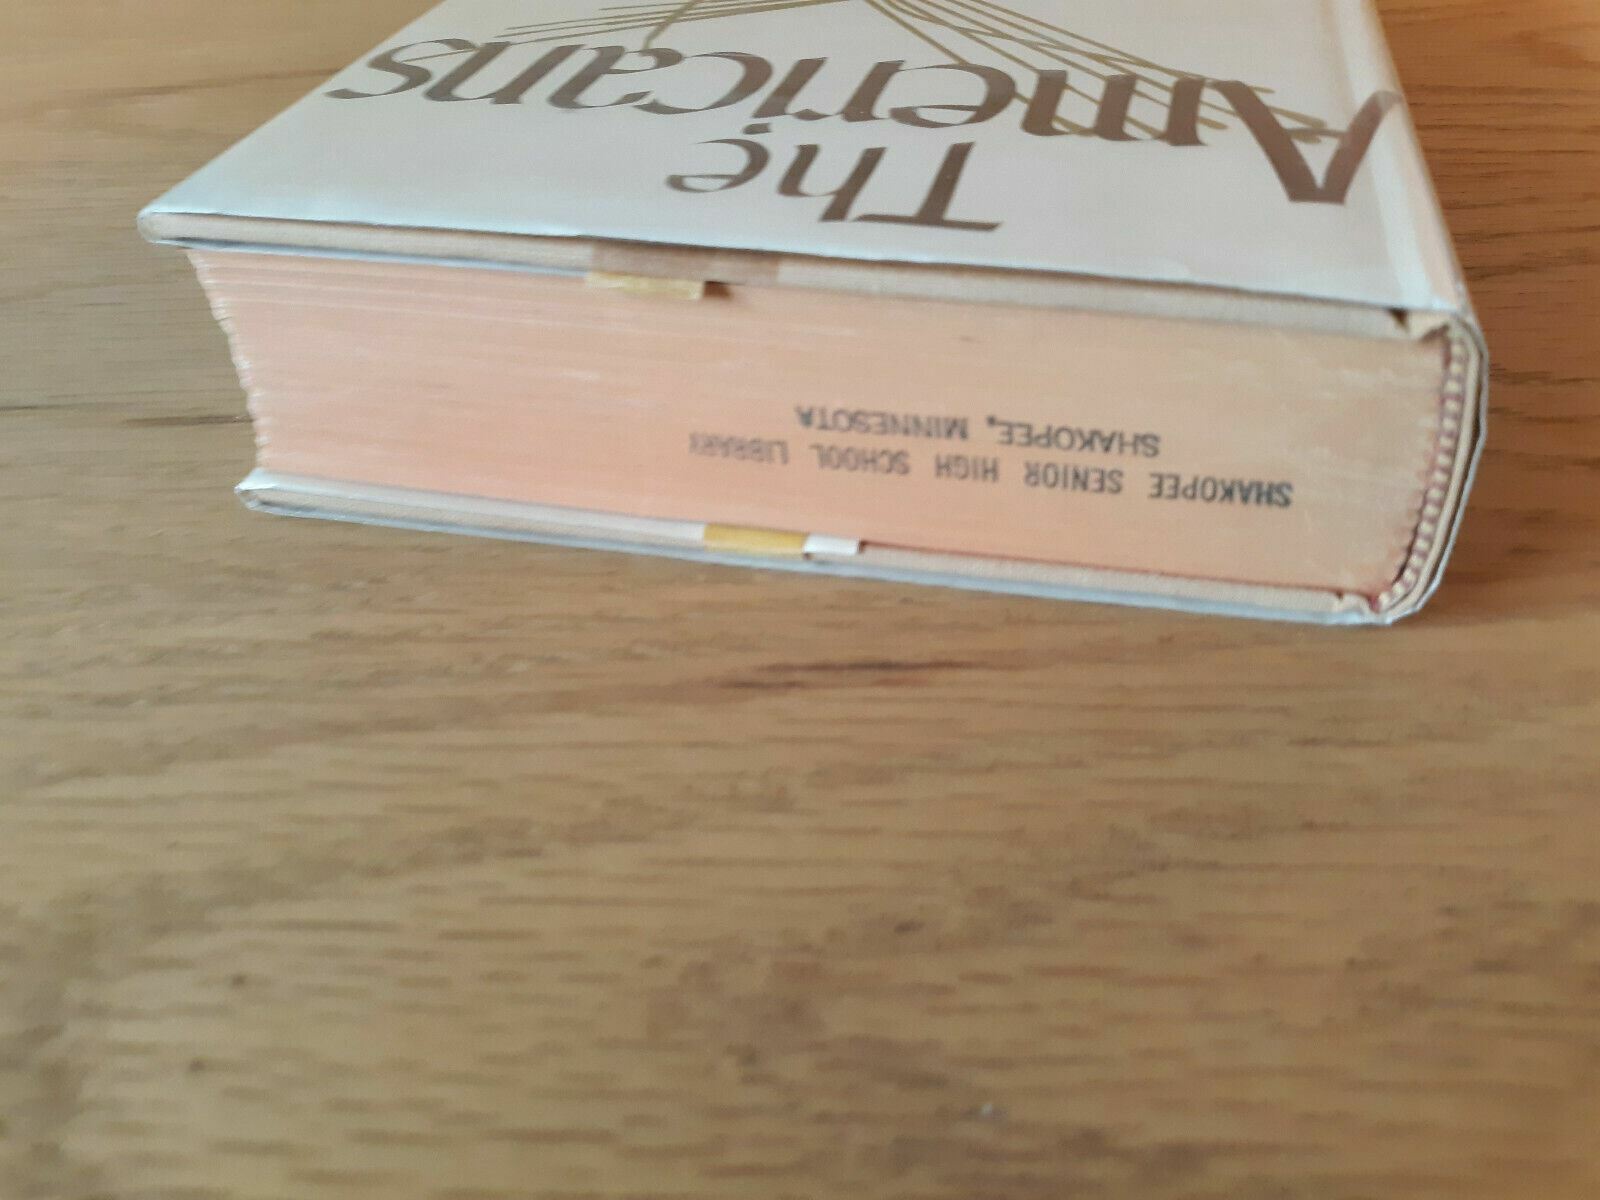 The
Americans
SHAKOPEE SENIOR HIGH SCHOOL LIBRARY
SHAKOPEE, MINNESOTA